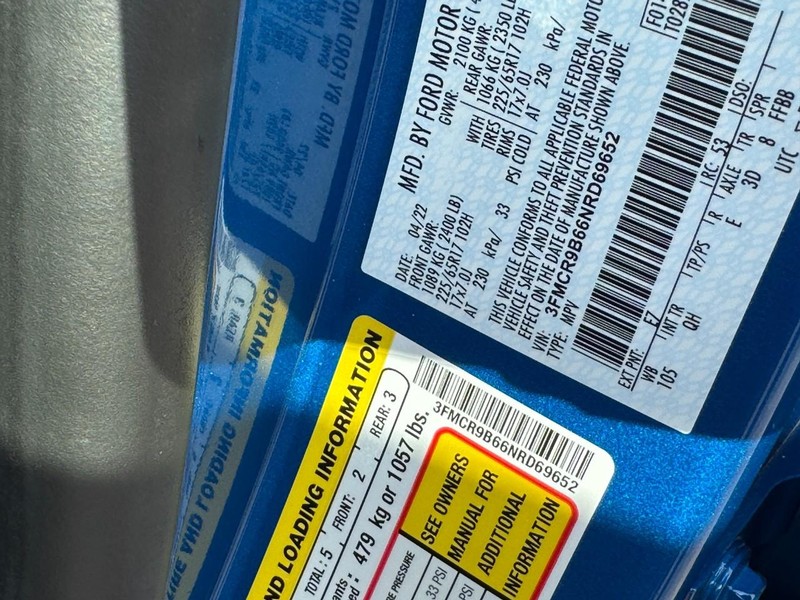 MFD. BY FORD MOTOR
DATE: 04/22
GVWR:
2100 KG
FRONT GAWR:
1089 KG ( 2400 LB)
225/65R17 102H
17x7.0J
AT 230 kPa/ 33 PSI COLD
WITH
TIRES
RIMS
REAR GAWR:
1066 KG ( 2350 LB
225/65R17 102H
17x7.0J
AT 230 kPa/
THIS VEHICLE CONFORMS TO ALL APPLICABLE FEDERAL MOTO
VEHICLE SAFETY AND THEFT PREVENTION STANDARDS IN
EFFECT ON THE DATE OF MANUFACTURE SHOWN ABOVE.
VIN: 3FMCR9B66NRD69652
TYPE: MPV
EXT PNT: EZ
RC: 53
DSO:
WB
INT TR
TP/PS
R
AXLE
TR
SPR
105
QH
E
3D
8
FFBB
UTC
ND LOADING INFORMATION
TOTAL: 5
FRONT: 2
REAR: 3
479 kg or 1057 lbs.
3FMCR9B66NRD69652
SEE OWNERS
MANUAL FOR
ADDITIONAL
INFORMATION
PRESSURE
33 PSI
PSI